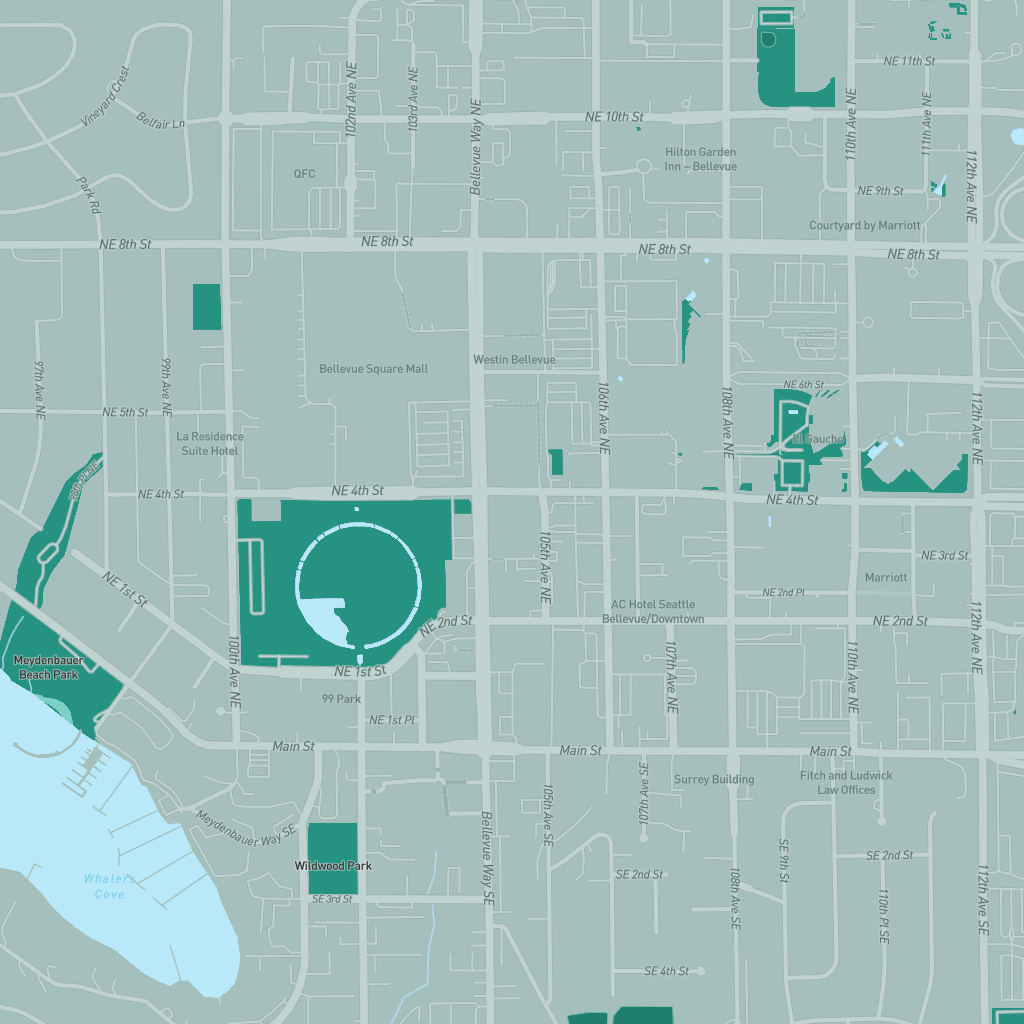 NE 11th St
Vineyard Crest
102nd Ave NE
103rd Ave NE
Belfair Ln
Bellevue Way NE
NE 10th St
110th Ave NE
111th Ave NE
112th Ave NE
Hilton Garden
Inn – Bellevue
QFC
Park Rd
NE 9th St
Courtyard by Marriott
NE 8th St
NE 8th St
NE 8th St
NE 8th St
97th Ave NE
99th Ave NE
Bellevue Square Mall
Westin Bellevue
106th Ave NE
108th Ave NE
NE 6th St
112th Ave NE
NE 5th St
La Residence
Suite Hotel
El Gaucho
98th Pl NE
NE 4th St
NE 4th St
NE 4th St
105th Ave NE
NE 3rd St
Marriott
NE 1st St
NE 2nd Pl
AC Hotel Seattle
Bellevue/Downtown
NE 2nd St
NE 2nd St
112th Ave NE
100th Ave NE
107th Ave NE
110th Ave NE
Meydenbauer
Beach Park
NE 1st St
99 Park
NE 1st Pl
Main St
Main St
Main St
Surrey Building
Fitch and Ludwick
Law Offices
105th Ave SE
107th Ave SE
Meydenbauer Way SE
Bellevue Way SE
SE 9th St
SE 2nd St
Wildwood Park
SE 2nd St
Whalers
Cove
SE 3rd St
108th Ave SE
110th Pl SE
112th Ave SE
SE 4th St